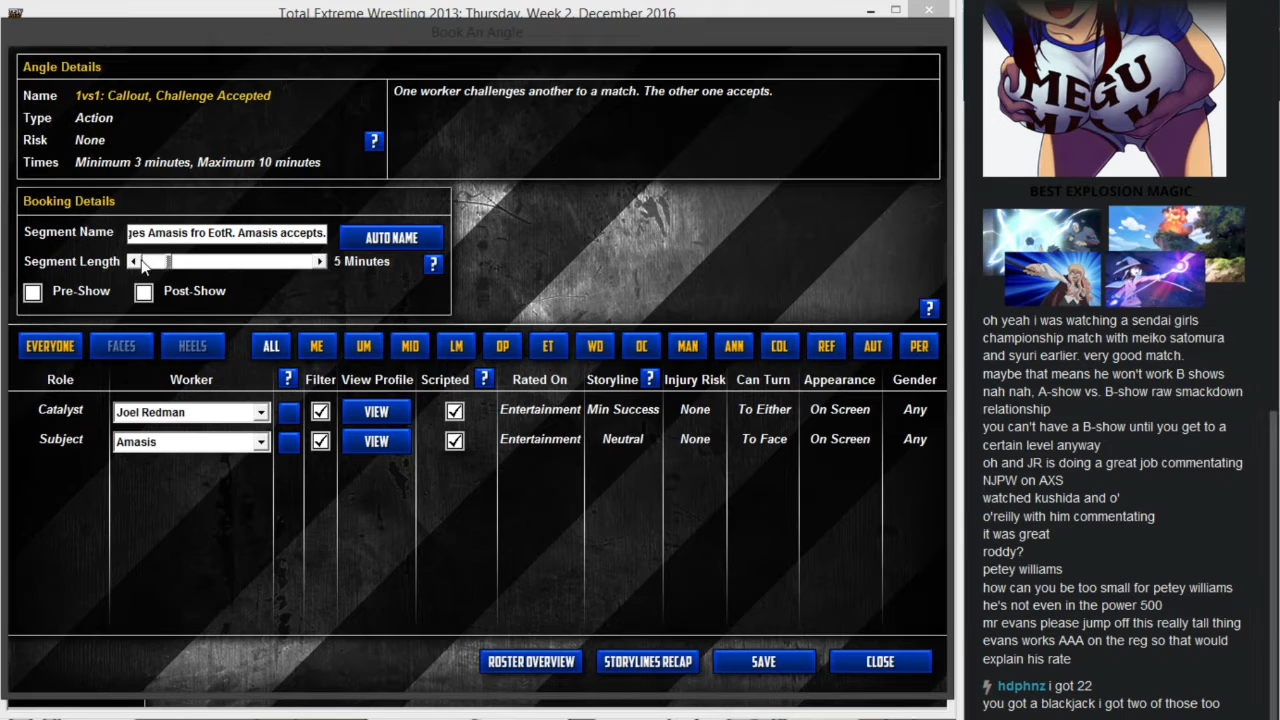 Total Extreme Wrestling 2013: Thursday, Week 2, December 2016
Book An Angle
Angle Details
Name 1vs1: Callout, Challenge Accepted
Type Action
Risk None
Times Minimum 3 minutes, Maximum 10 minutes
?
One worker challenges another to a match. The other one accepts.
Booking Details
Segment Name ges Amasis fro EotR. Amasis accepts. AUTO NAME
Segment Length 5 Minutes ?
Pre-Show Post-Show
?
EVERYONE FACES HEELS ALL ME UM MID LM OP ET WD OC MAN ANN COL REF AUT PER
Role Worker ? Filter View Profile Scripted ? Rated On Storyline ? Injury Risk Can Turn Appearance Gender
Catalyst Joel Redman VIEW Entertainment Min Success None To Either On Screen Any
Subject Amasis VIEW Entertainment Neutral None To Face On Screen Any
ROSTER OVERVIEW STORYLINES RECAP SAVE CLOSE
MEGU
MIN
BEST EXPLOSION MAGIC
oh yeah i was watching a sendai girls
championship match with meiko satomura
and syuri earlier. very good match.
maybe that means he won't work B shows
nah nah, A-show vs. B-show raw smackdown
relationship
you can't have a B-show until you get to a
certain level anyway
oh and JR is doing a great job commentating
NJPW on AXS
watched kushida and o'
o'reilly with him commentating
it was great
roddy?
petey williams
how can you be too small for petey williams
he's not even in the power 500
mr evans please jump off this really tall thing
evans works AAA on the reg so that would
explain his rate
hdphnz i got 22
you got a blackjack i got two of those too